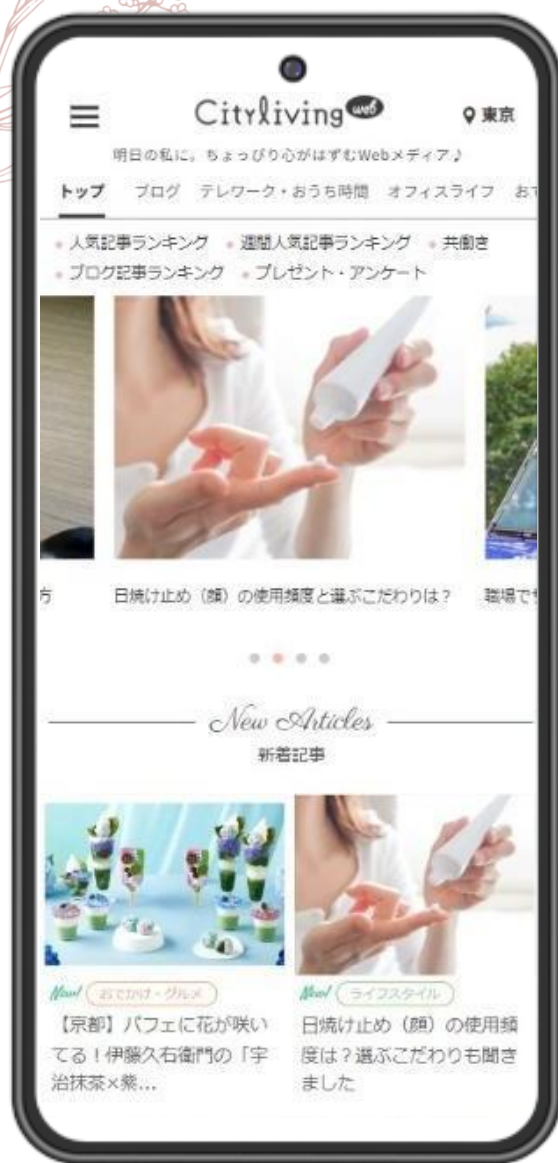 Cityliving web
東京
明日の私に。ちょっぴり心がはずむWebメディア♪
トップ ブログ テレワーク・おうち時間 オフィスライフ お
• 人気記事ランキング • 週間人気記事ランキング • 共働き
• ブログ記事ランキング • プレゼント・アンケート
方
日焼け止め（顔）の使用頻度と選ぶこだわりは？
職場で
New Articles
新着記事
New! おでかけ・グルメ
【京都】パフェに花が咲い
てる！伊藤久右衛門の「宇
治抹茶×紫...
New! ライフスタイル
日焼け止め（顔）の使用頻
度は？選ぶこだわりも聞き
ました